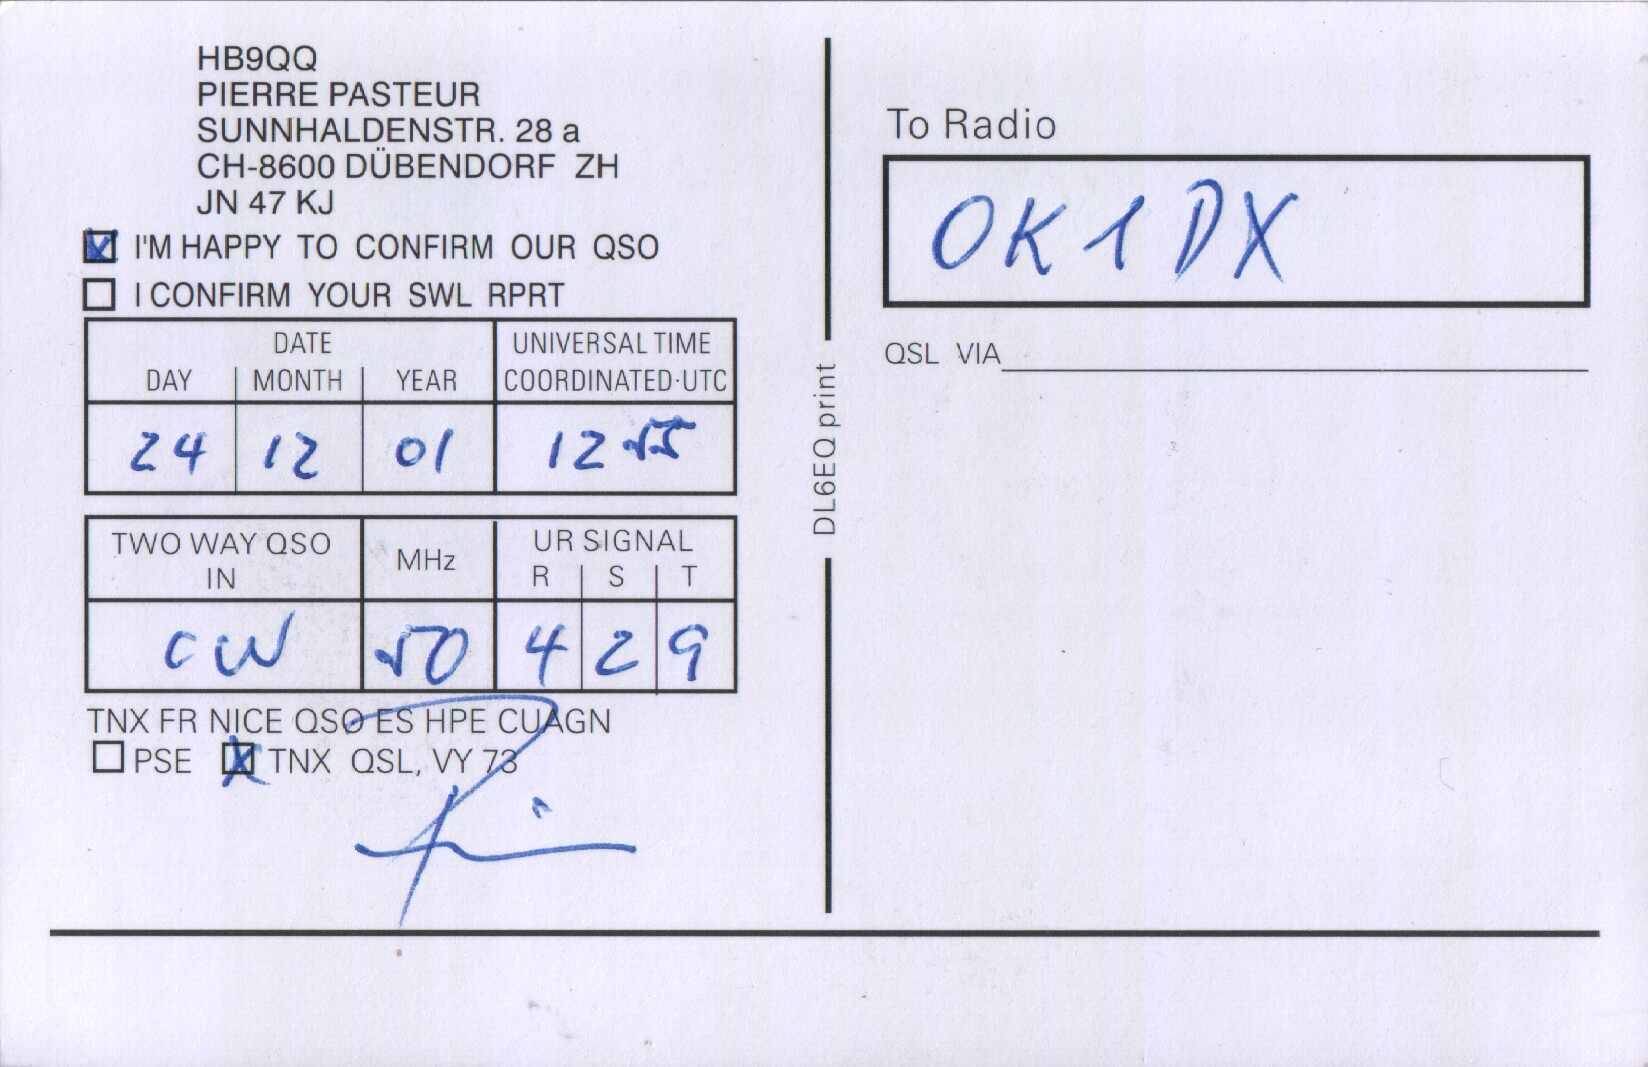 HB9QQ
PIERRE PASTEUR
SUNNHALDENSTR. 28 a
CH-8600 DÜBENDORF ZH
JN 47 KJ
I'M HAPPY TO CONFIRM OUR QSO
I CONFIRM YOUR SWL RPRT
DATE
DAY MONTH YEAR
UNIVERSAL TIME
COORDINATED·UTC
24 12 01 12 55
TWO WAY QSO
IN
MHz
UR SIGNAL
R S T
CW 50 4 2 9
TNX FR NICE QSO ES HPE CUAGN
PSE TNX QSL, VY 73
DL6EQ print
To Radio
OK1DX
QSL VIA